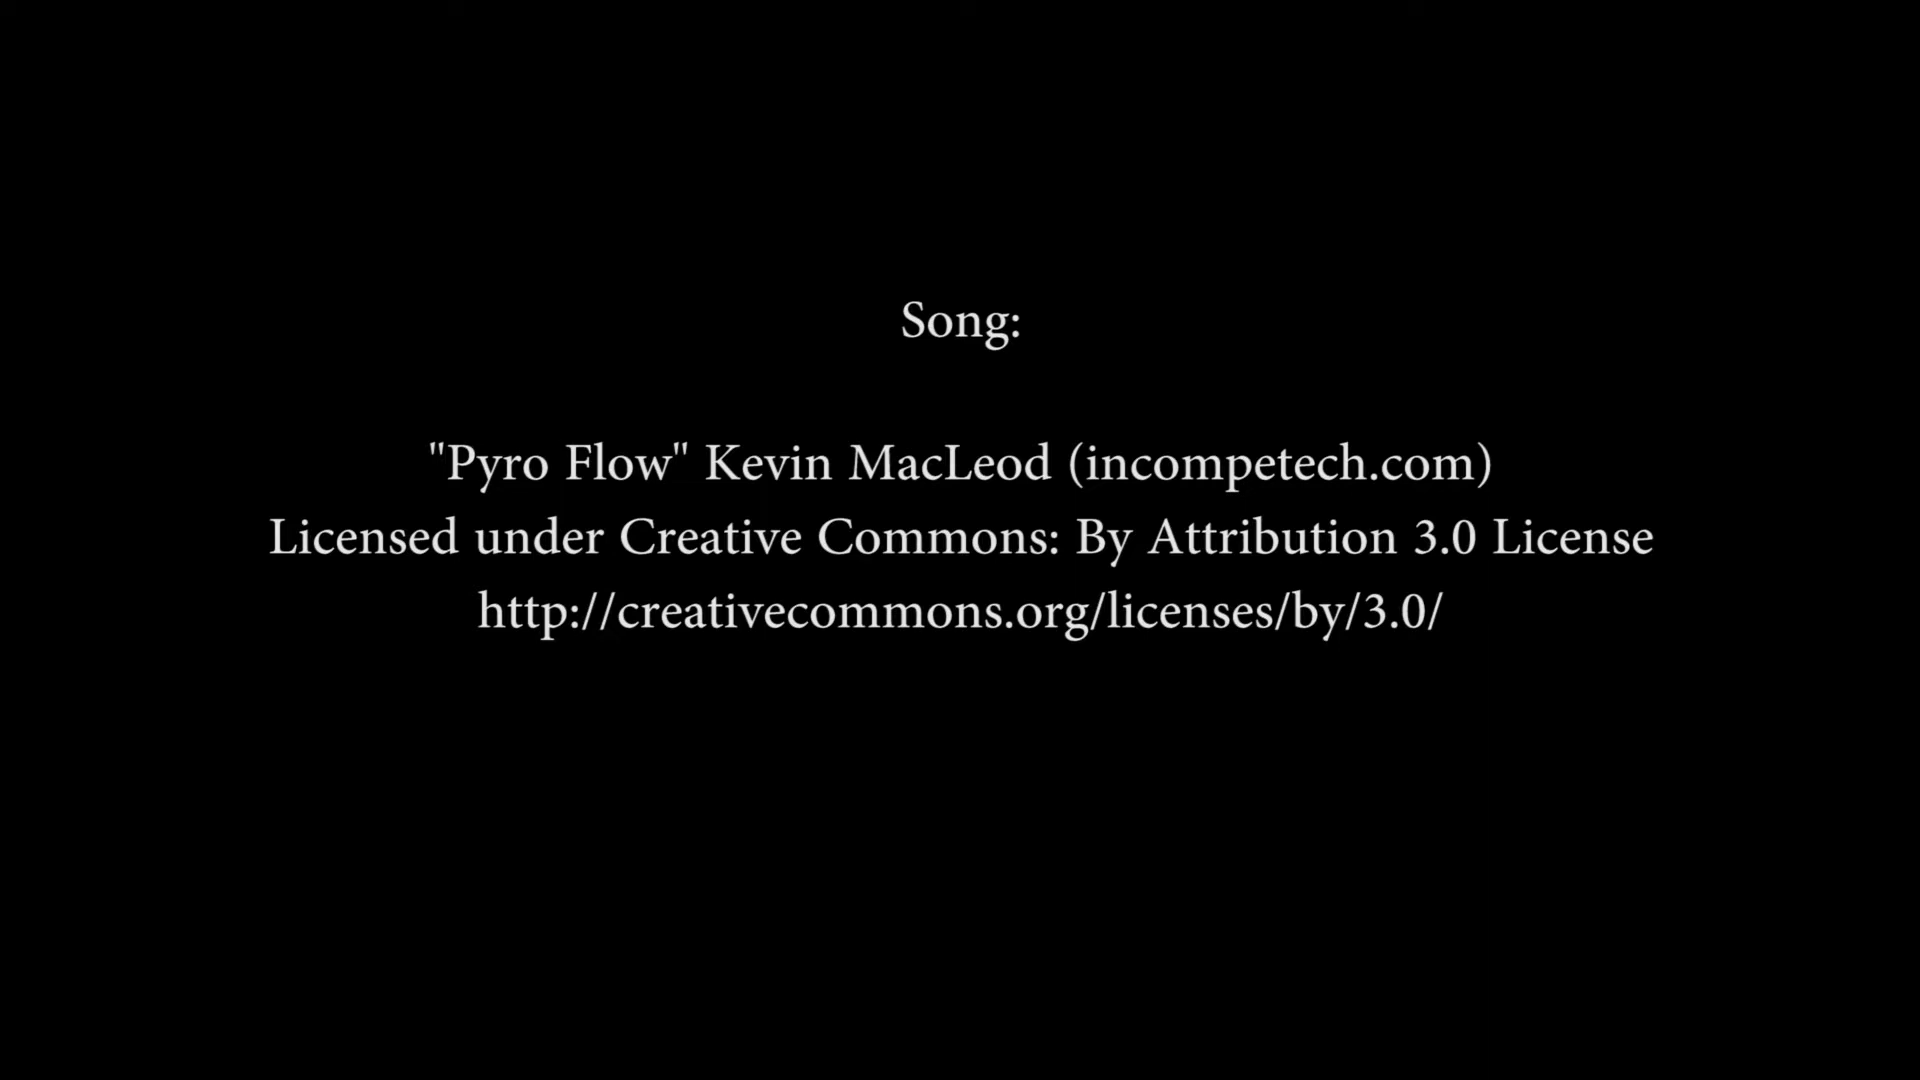 Song:
"Pyro Flow" Kevin MacLeod (incompetech.com)
Licensed under Creative Commons: By Attribution 3.0 License
http://creativecommons.org/licenses/by/3.0/